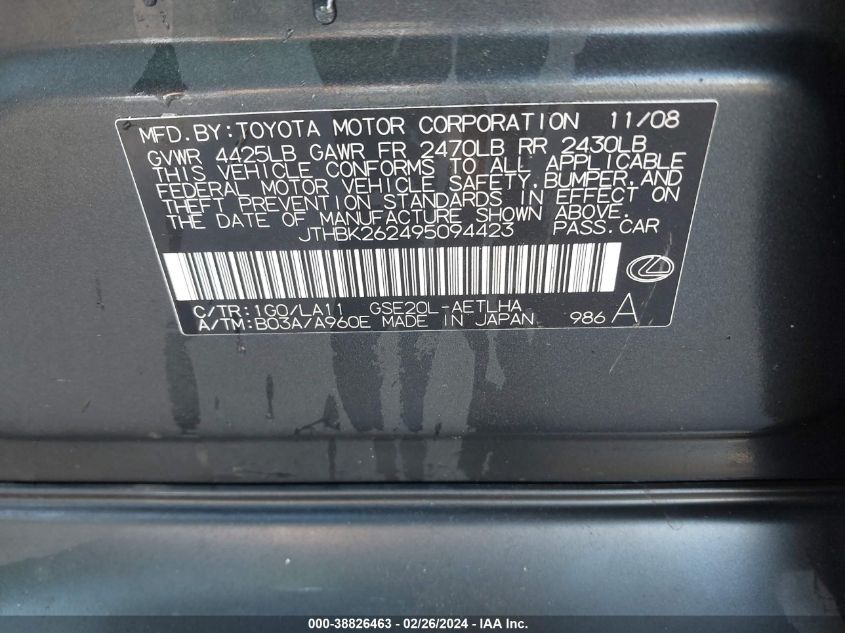 MFD.BY:TOYOTA MOTOR CORPORATION 11/08
GVWR 4425LB GAWR FR 2470LB RR 2430LB
THIS VEHICLE CONFORMS TO ALL APPLICABLE
FEDERAL MOTOR VEHICLE SAFETY,BUMPER,AND
THEFT PREVENTION STANDARDS IN EFFECT ON
THE DATE OF MANUFACTURE SHOWN ABOVE.
JTHBK262495094423 PASS.CAR
C/TR:1G0/LA11 GSE20L-AETLHA
A/TM:B03A/A960E MADE IN JAPAN 986 A
000-38826463 - 02/26/2024 - IAA Inc.